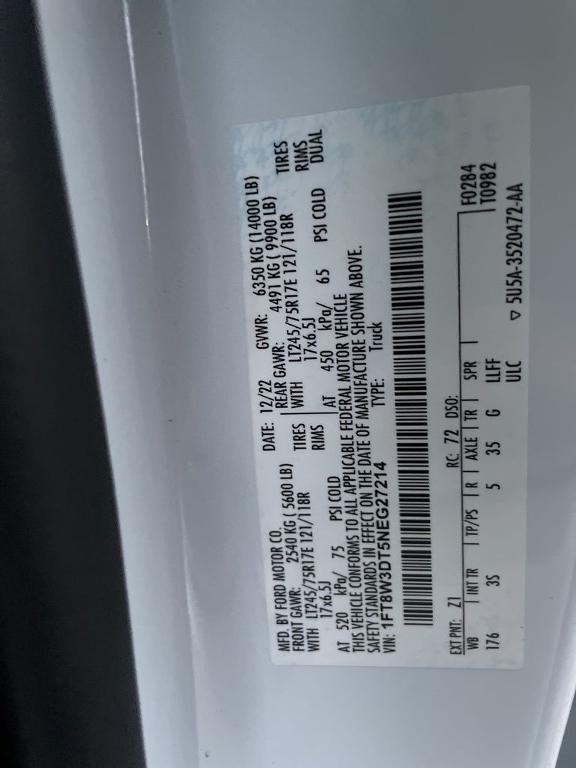 MFD. BY FORD MOTOR CO.
DATE: 12/22 GVWR: 6350 KG (14000 LB)
FRONT GAWR: 2540 KG ( 5600 LB) REAR GAWR: 4491 KG ( 9900 LB)
WITH LT245/75R17E 121/118R TIRES WITH LT245/75R17E 121/118R TIRES
17x6.5J RIMS 17x6.5J RIMS
AT 520 kPa/ 75 PSI COLD AT 450 kPa/ 65 PSI COLD DUAL
THIS VEHICLE CONFORMS TO ALL APPLICABLE FEDERAL MOTOR VEHICLE
SAFETY STANDARDS IN EFFECT ON THE DATE OF MANUFACTURE SHOWN ABOVE.
VIN: 1FT8W3DT5NEG27214 TYPE: Truck
EXT PNT: Z1 RC: 72 DSO: F0284
WB INT TR TP/PS R AXLE TR SPR T0982
176 3S 5 35 G LLFF
ULC ▽ 5U5A-3520472-AA